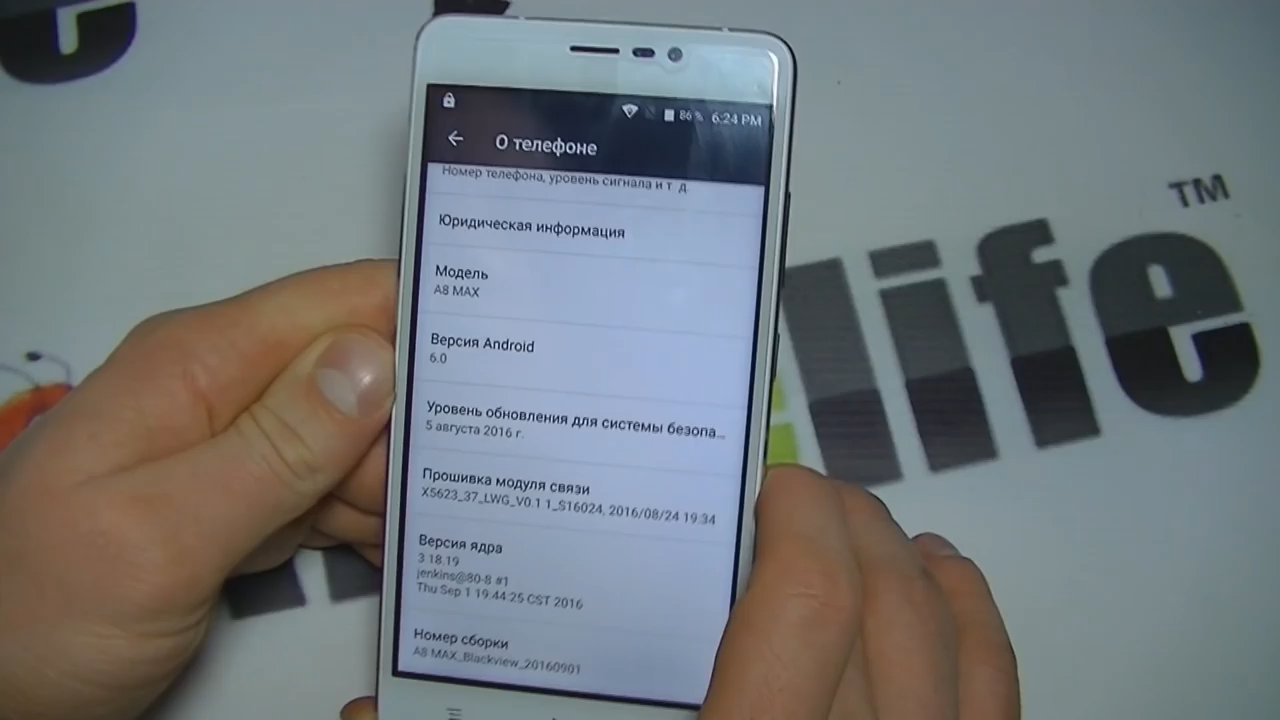 86% 6:24 PM
О телефоне
Номер телефона, уровень сигнала и т д
Юридическая информация
Модель
A8 MAX
Версия Android
6.0
Уровень обновления для системы безопа...
5 августа 2016 г.
Прошивка модуля связи
X5623_37_LWG_V0.1 1_S16024, 2016/08/24 19:34
Версия ядра
3.18.19
jenkins@80-8 #1
Thu Sep 1 19:44:25 CST 2016
Номер сборки
A8 MAX_Blackview_20160901
life
TM